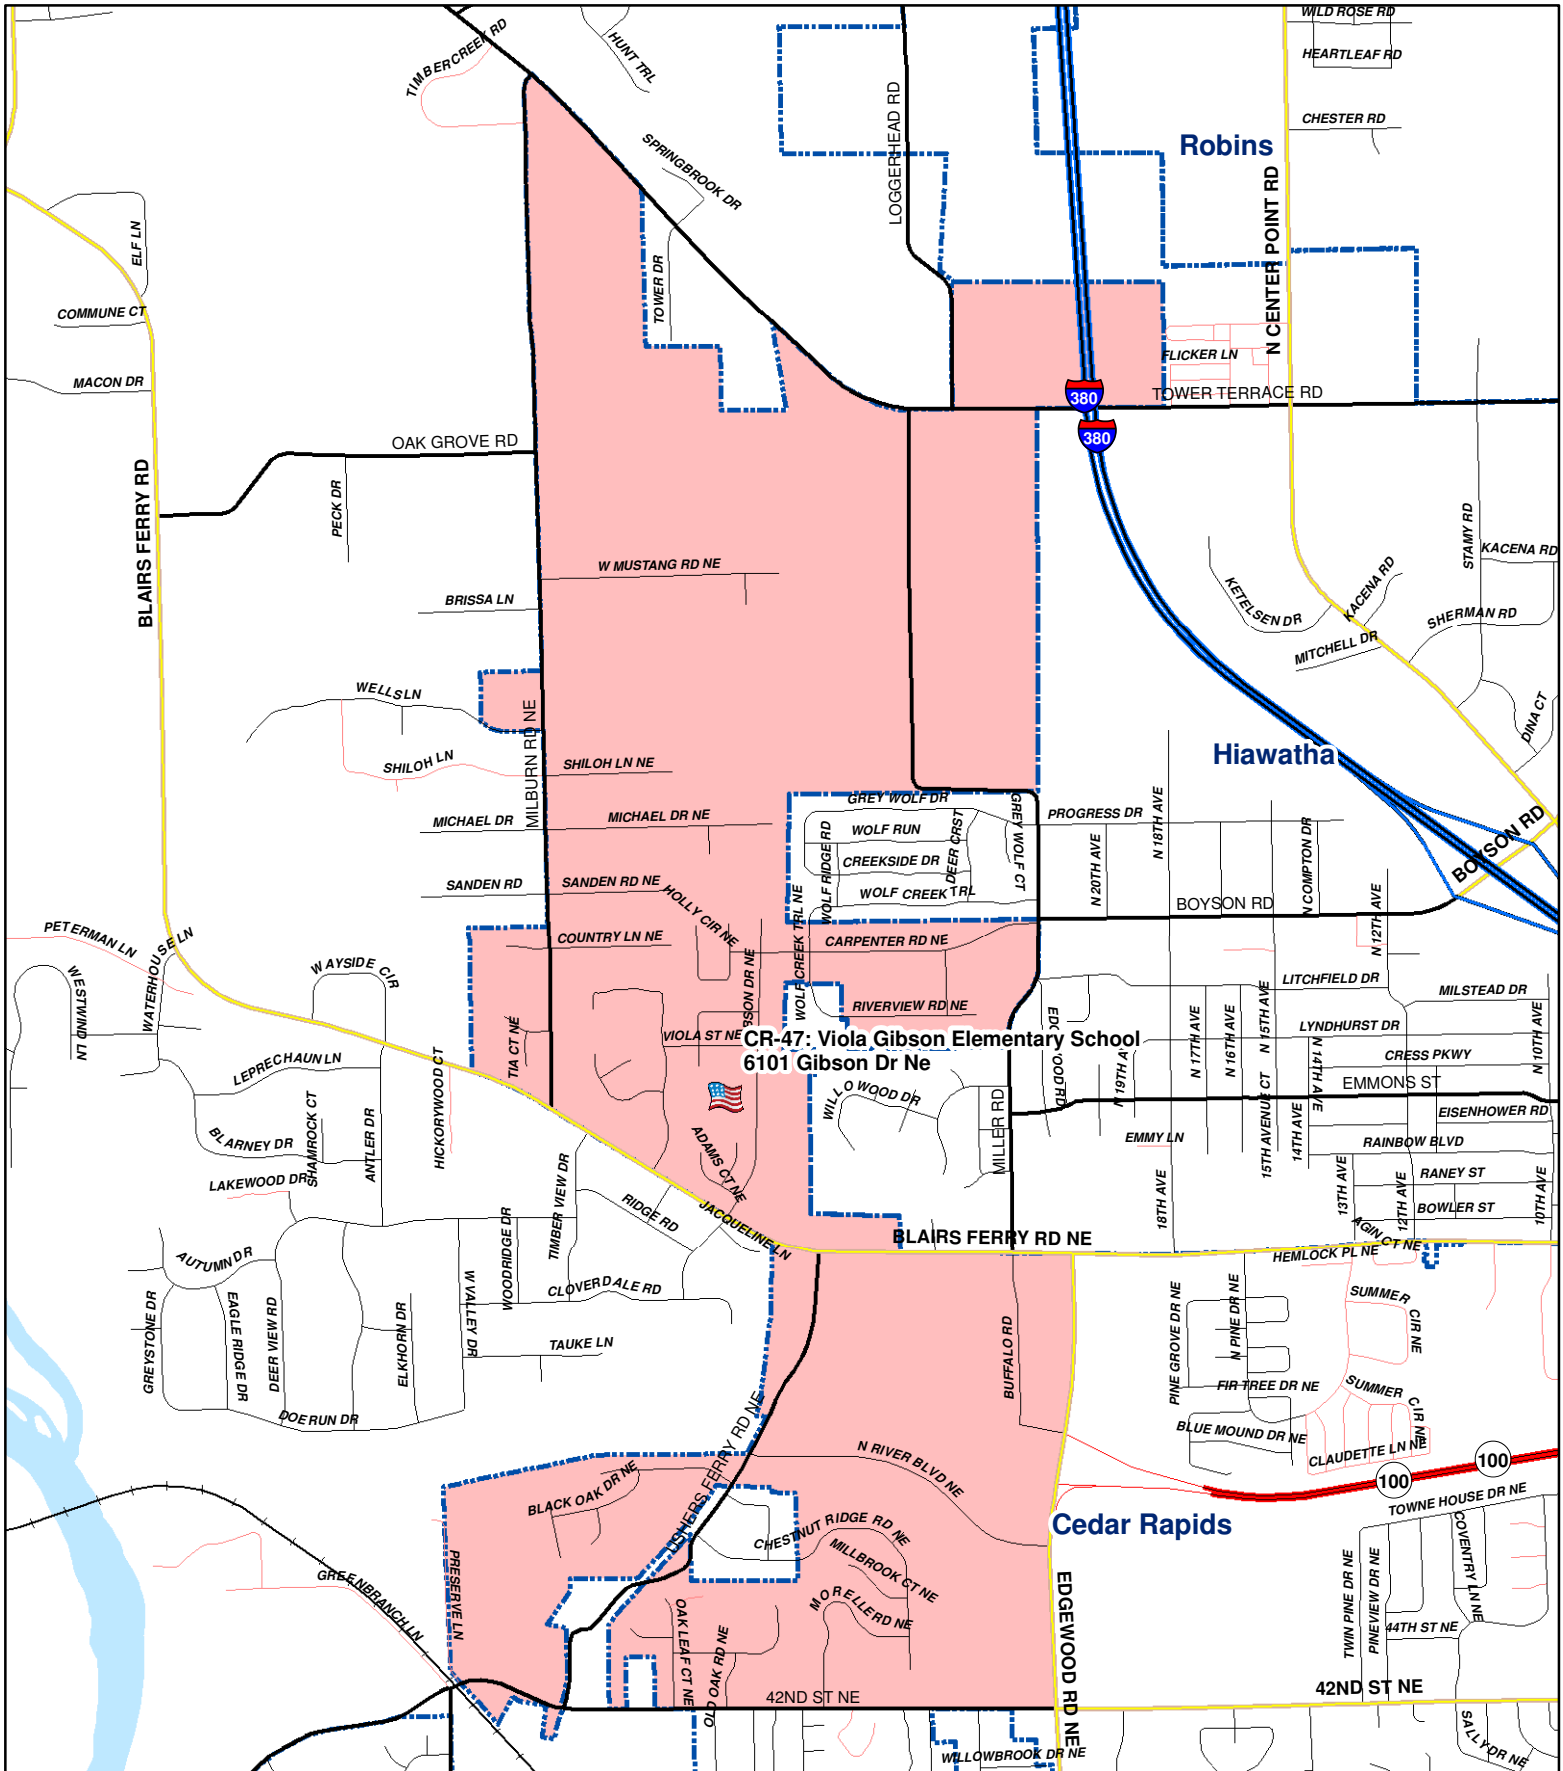 WILD ROSE RD
HEARTLEAF RD
TIMBERCREEK RD
HUNT TRL
CHESTER RD
LOGGERHEAD RD
Robins
SPRINGBROOK DR
N CENTER POINT RD
ELF LN
TOWER DR
COMMUNE CT
FLICKER LN
MACON DR
380
TOWER TERRACE RD
380
OAK GROVE RD
BLAIRS FERRY RD
PECK DR
STAMY RD
KACENA RD
W MUSTANG RD NE
KACENA RD
KETELSEN DR
BRISSA LN
SHERMAN RD
MITCHELL DR
WELLS LN
DINA CT
MILBURN RD NE
Hiawatha
SHILOH LN
SHILOH LN NE
GREY WOLF DR
GREY WOLF CT
PROGRESS DR
N 18TH AVE
MICHAEL DR
MICHAEL DR NE
WOLF RUN
WOLF RIDGE RD
DEER CRST
CREEKSIDE DR
N 20TH AVE
N COMPTON DR
BOYSON RD
SANDEN RD
SANDEN RD NE
WOLF CREEK TRL
HOLLY CIR NE
WOLF CREEK TRL NE
BOYSON RD
N 12TH AVE
PETERMAN LN
WATERHOUSE LN
COUNTRY LN NE
CARPENTER RD NE
WAYSIDE CIR
WESTWIND LN
LITCHFIELD DR
MILSTEAD DR
RIVERVIEW RD NE
TIA CT NE
VIOLA ST NE
N 17TH AVE
N 16TH AVE
N 15TH AVE
LYNDHURST DR
N 14TH AVE
N 10TH AVE
CR-47: Viola Gibson Elementary School
6101 Gibson Dr Ne
LEPRECHAUN LN
HICKORYWOOD CT
CRESS PKWY
N 19TH AVE
EMMONS ST
WILLOWOOD DR
MILLER RD
EISENHOWER RD
BLARNEY DR
SHAMROCK CT
ANTLER DR
ADAMS CT NE
EMMY LN
15TH AVENUE CT
14TH AVE
RAINBOW BLVD
LAKEWOOD DR
RANEY ST
TIMBER VIEW DR
RIDGE RD
JACQUELINE LN
18TH AVE
13TH AVE
12TH AVE
BOWLER ST
10TH AVE
BLAIRS FERRY RD NE
AGIN CT NE
HEMLOCK PL NE
AUTUMN DR
WOODRIDGE DR
W VALLEY DR
CLOVERDALE RD
GREYSTONE DR
EAGLE RIDGE DR
DEER VIEW RD
ELKHORN DR
TAUKE LN
BUFFALO RD
PINE GROVE DR NE
N PINE DR NE
SUMMER CIR NE
FIR TREE DR NE
SUMMER CIR NE
DOE RUN DR
BLUE MOUND DR NE
CLAUDETTE LN NE
USHERS FERRY RD NE
N RIVER BLVD NE
100
100
BLACK OAK DR NE
TOWNE HOUSE DR NE
CHESTNUT RIDGE RD NE
Cedar Rapids
COVENTRY LN NE
MILLBROOK CT NE
GREENBRANCH LN
PRESERVE LN
MORELLE RD NE
OAK LEAF CT NE
OLD OAK RD NE
EDGEWOOD RD NE
TWIN PINE DR NE
PINEVIEW DR NE
44TH ST NE
42ND ST NE
42ND ST NE
WILLOWBROOK DR NE
SALLY DR NE